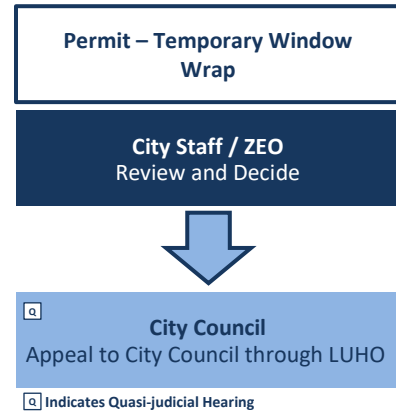 Permit – Temporary Window
Wrap
City Staff / ZEO
Review and Decide
Q
City Council
Appeal to City Council through LUHO
Q Indicates Quasi-judicial Hearing